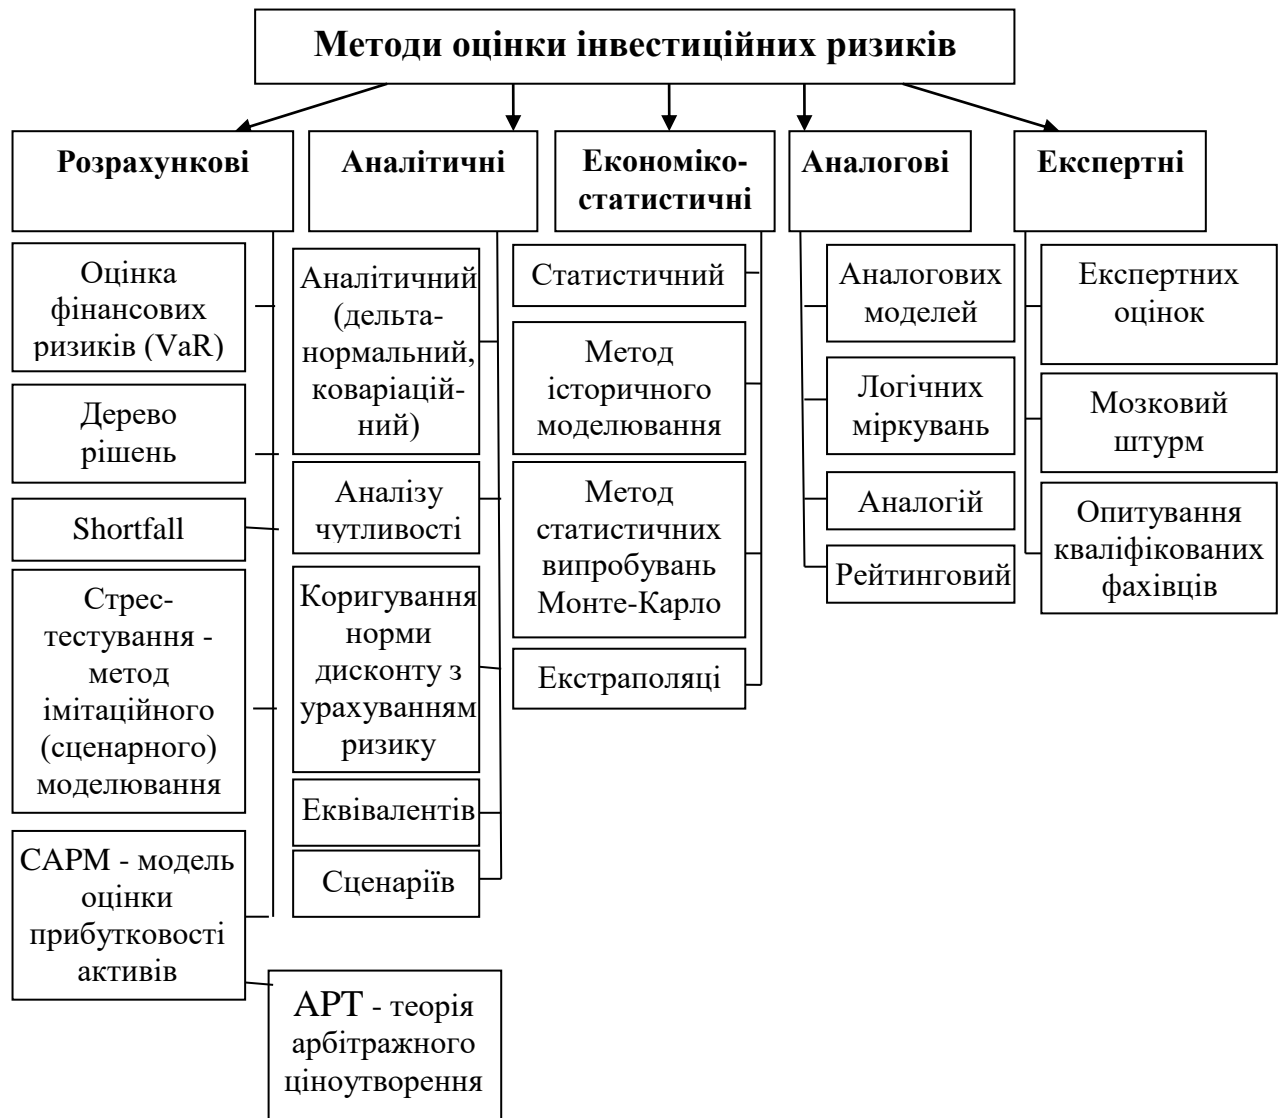 Методи оцінки інвестиційних ризиків
Розрахункові
Аналітичні
Економіко-
статистичні
Аналогові
Експертні
Оцінка
фінансових
ризиків (VaR)
Дерево
рішень
Shortfall
Стрес-
тестування -
метод
імітаційного
(сценарного)
моделювання
САРМ - модель
оцінки
прибутковості
активів
АРТ - теорія
арбітражного
ціноутворення
Аналітичний
(дельта-
нормальний,
коваріацій-
ний)
Аналізу
чутливості
Коригування
норми
дисконту з
урахуванням
ризику
Еквівалентів
Сценаріїв
Статистичний
Метод
історичного
моделювання
Метод
статистичних
випробувань
Монте-Карло
Екстраполяці
Аналогових
моделей
Логічних
міркувань
Аналогій
Рейтинговий
Експертних
оцінок
Мозковий
штурм
Опитування
кваліфікованих
фахівців